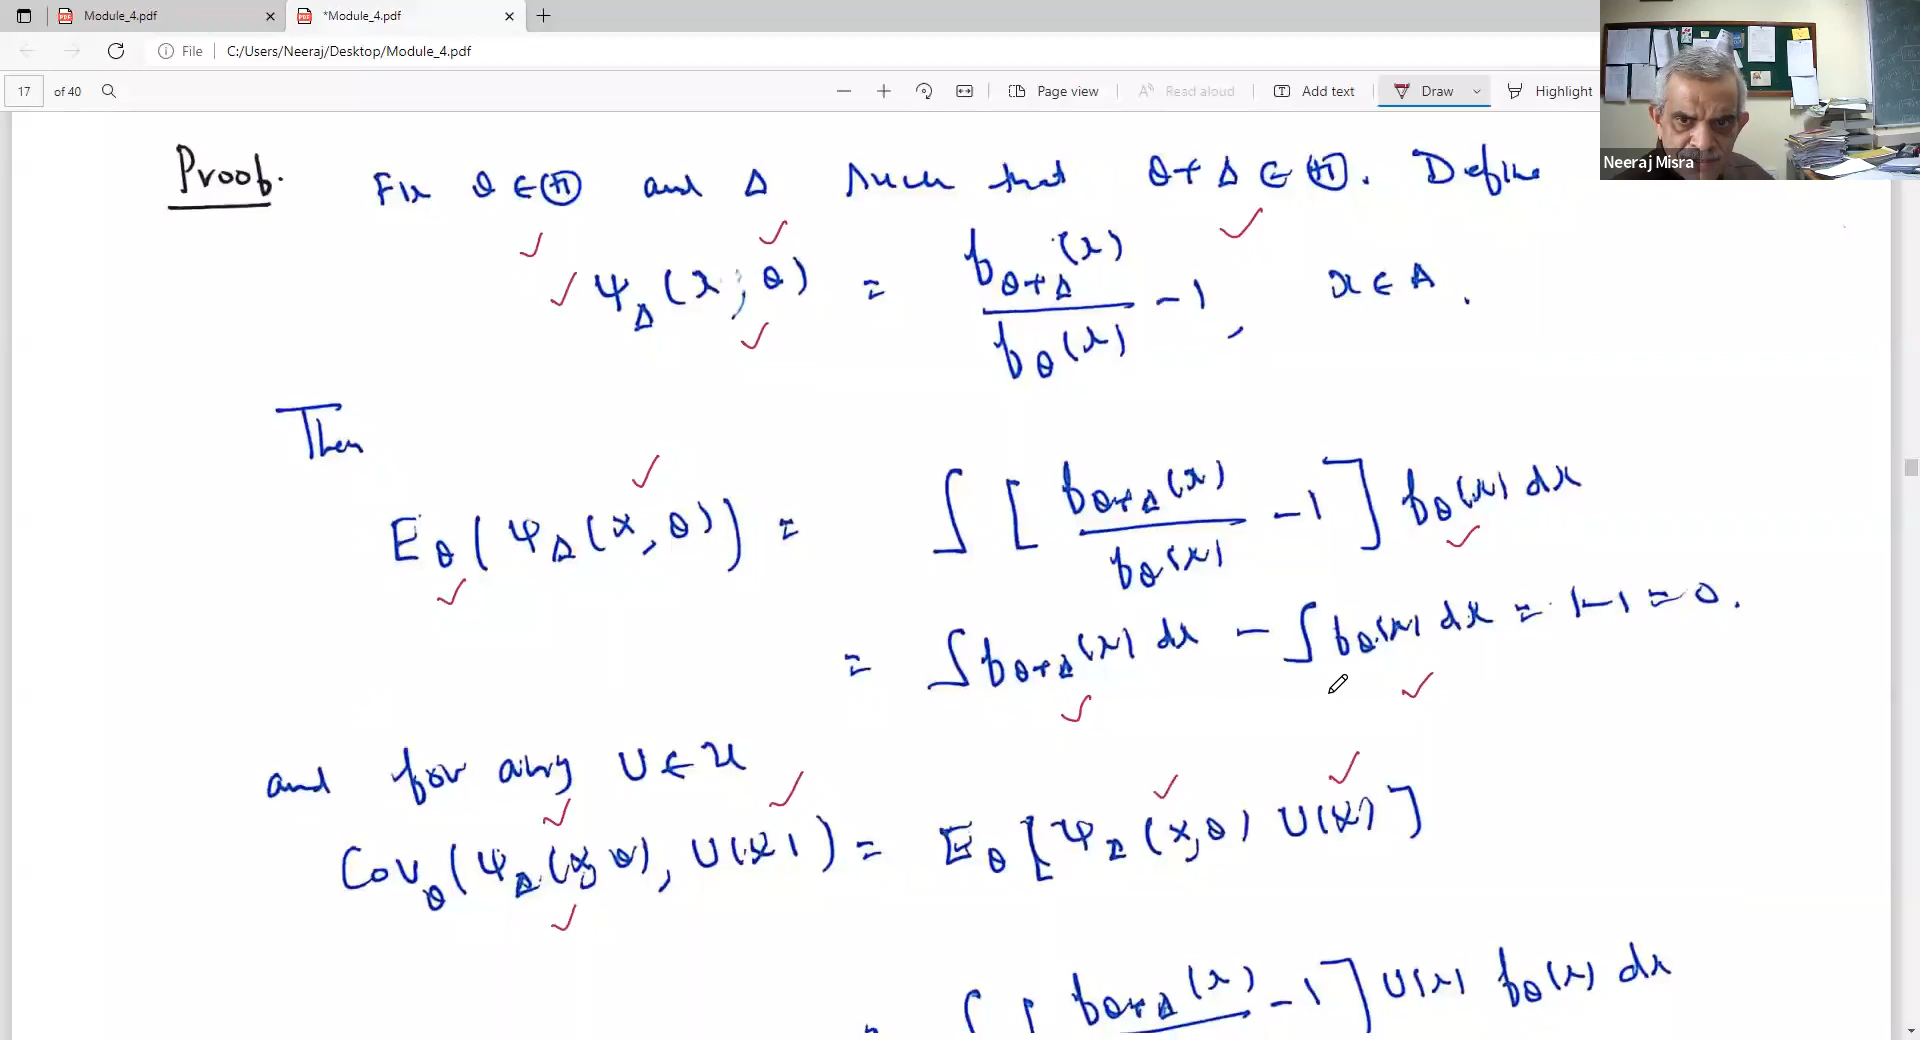 Module_4.pdf
*Module_4.pdf
File C:/Users/Neeraj/Desktop/Module_4.pdf
17 of 40 Page view Read aloud Add text Draw Highlight
Neeraj Misra
Proof. Fix θ ∈ Ⓗ and Δ such that θ+Δ ∈ Ⓗ. Define
ψ_Δ(x; θ) = f_{θ+Δ}(x) / f_θ(x) − 1, x ∈ A.
Then
E_θ(ψ_Δ(X, θ)) = ∫ [ f_{θ+Δ}(x) / f_θ(x) − 1 ] f_θ(x) dx
= ∫ f_{θ+Δ}(x) dx − ∫ f_θ(x) dx = 1−1 = 0.
and for any U ∈ 𝒰
Cov_θ(ψ_Δ(X, θ), U(X)) = E_θ[ψ_Δ(X, θ) U(X)]
= ∫ [ f_{θ+Δ}(x) − 1 ] U(x) f_θ(x) dx